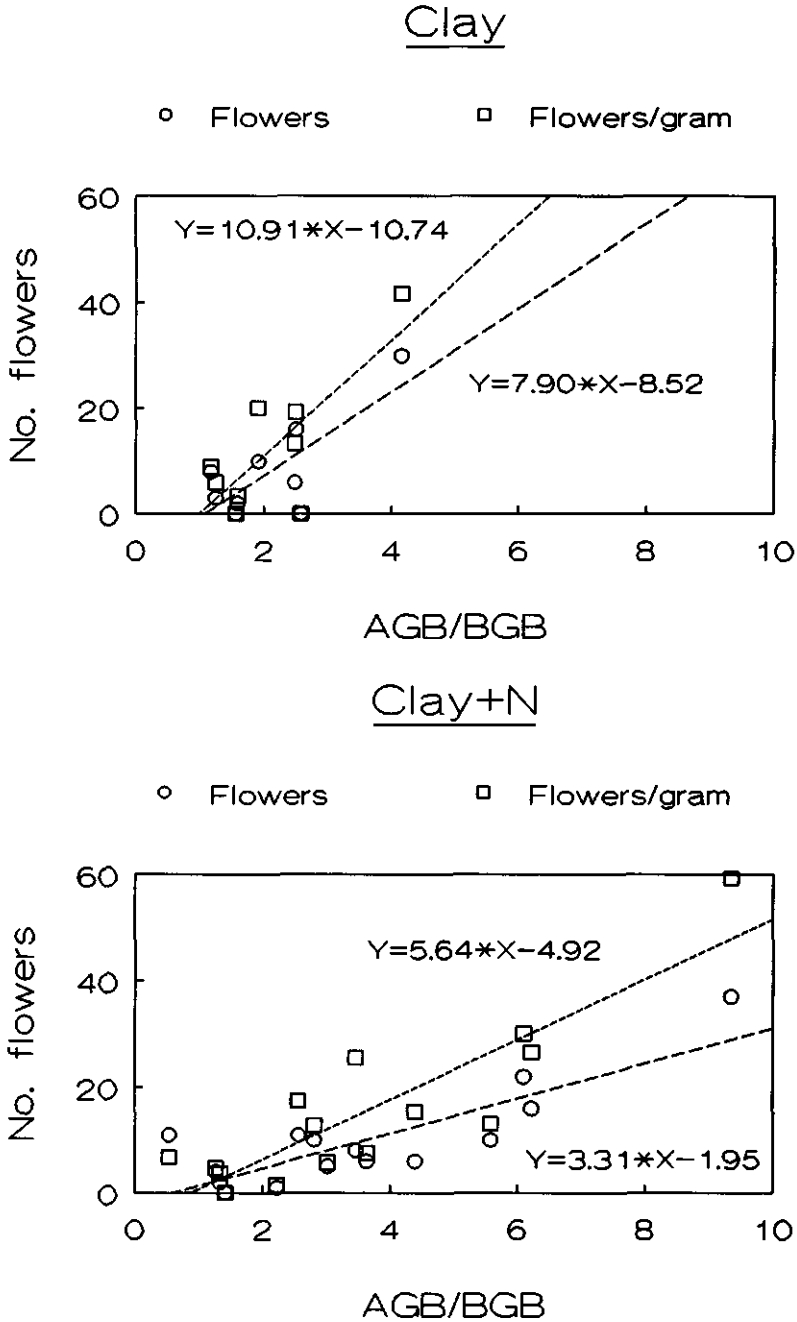 Clay
Flowers
Flowers/gram
60
Y=10.91*X-10.74
40
Y=7.90*X-8.52
20
0
0 2 4 6 8 10
No. flowers
AGB/BGB
Clay+N
Flowers
Flowers/gram
60
Y=5.64*X-4.92
40
20
Y=3.31*X-1.95
0
0 2 4 6 8 10
No. flowers
AGB/BGB